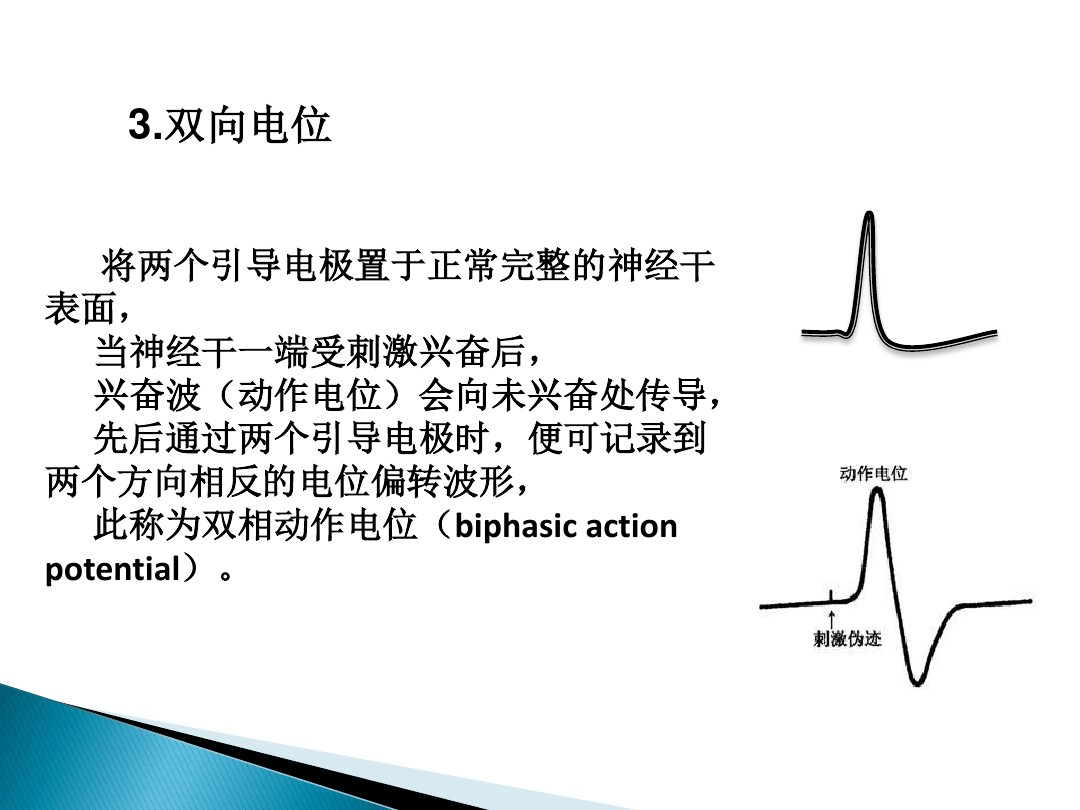 3.双向电位
将两个引导电极置于正常完整的神经干
表面，
当神经干一端受刺激兴奋后，
兴奋波（动作电位）会向未兴奋处传导，
先后通过两个引导电极时，便可记录到
两个方向相反的电位偏转波形，
此称为双相动作电位（biphasic action
potential）。
动作电位
刺激伪迹